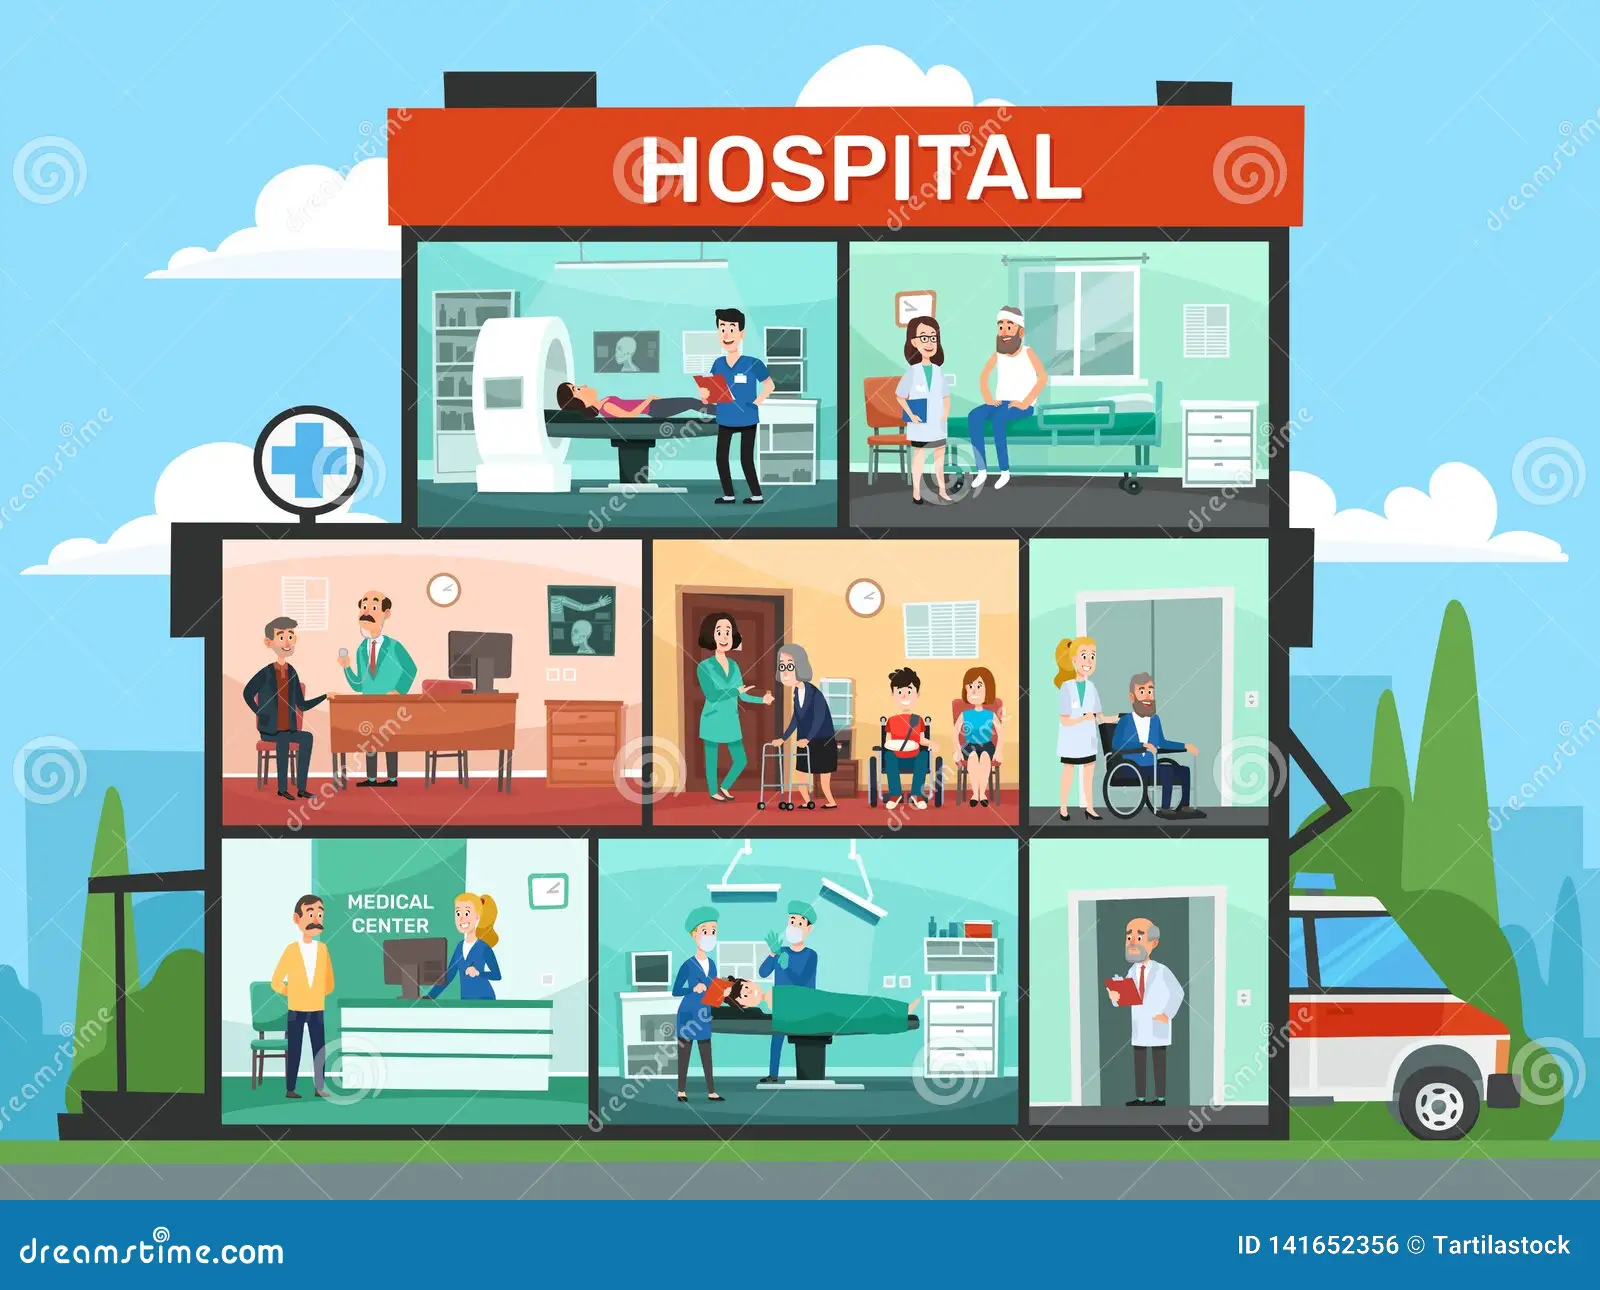 HOSPITAL
MEDICAL
CENTER
dreamstime.com
ID 141652356 © Tartilastock